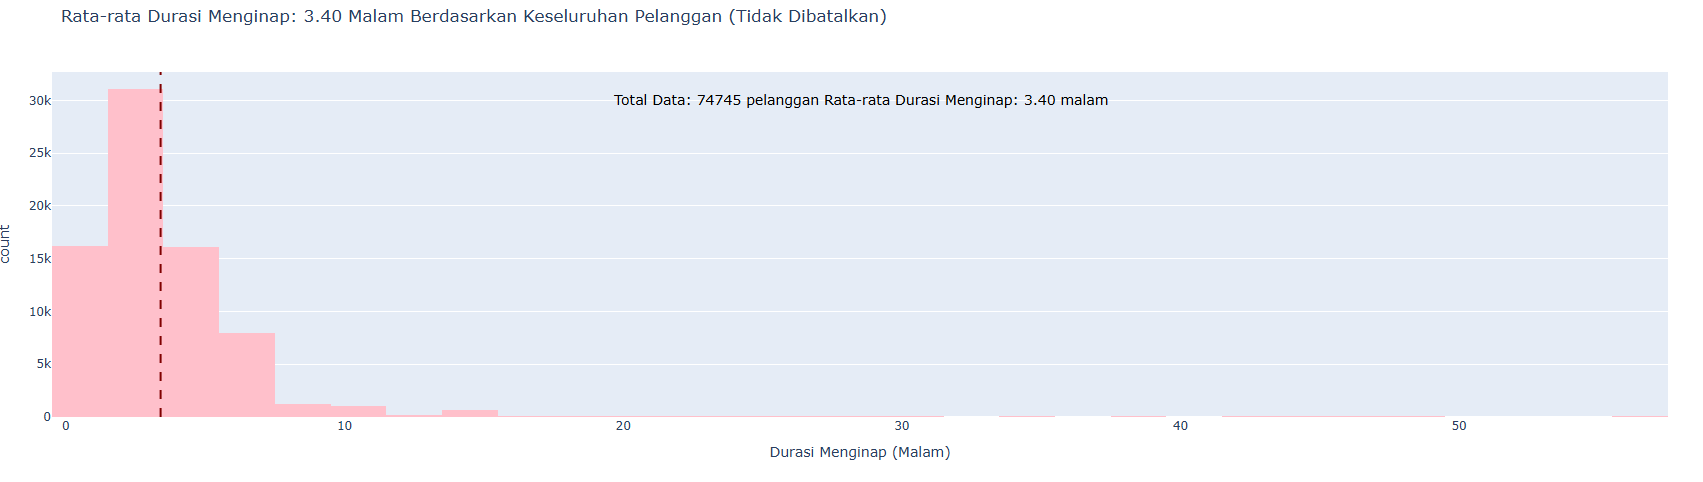 Rata-rata Durasi Menginap: 3.40 Malam Berdasarkan Keseluruhan Pelanggan (Tidak Dibatalkan)
Total Data: 74745 pelanggan Rata-rata Durasi Menginap: 3.40 malam
30k
25k
20k
15k
10k
5k
0
count
0
10
20
30
40
50
Durasi Menginap (Malam)